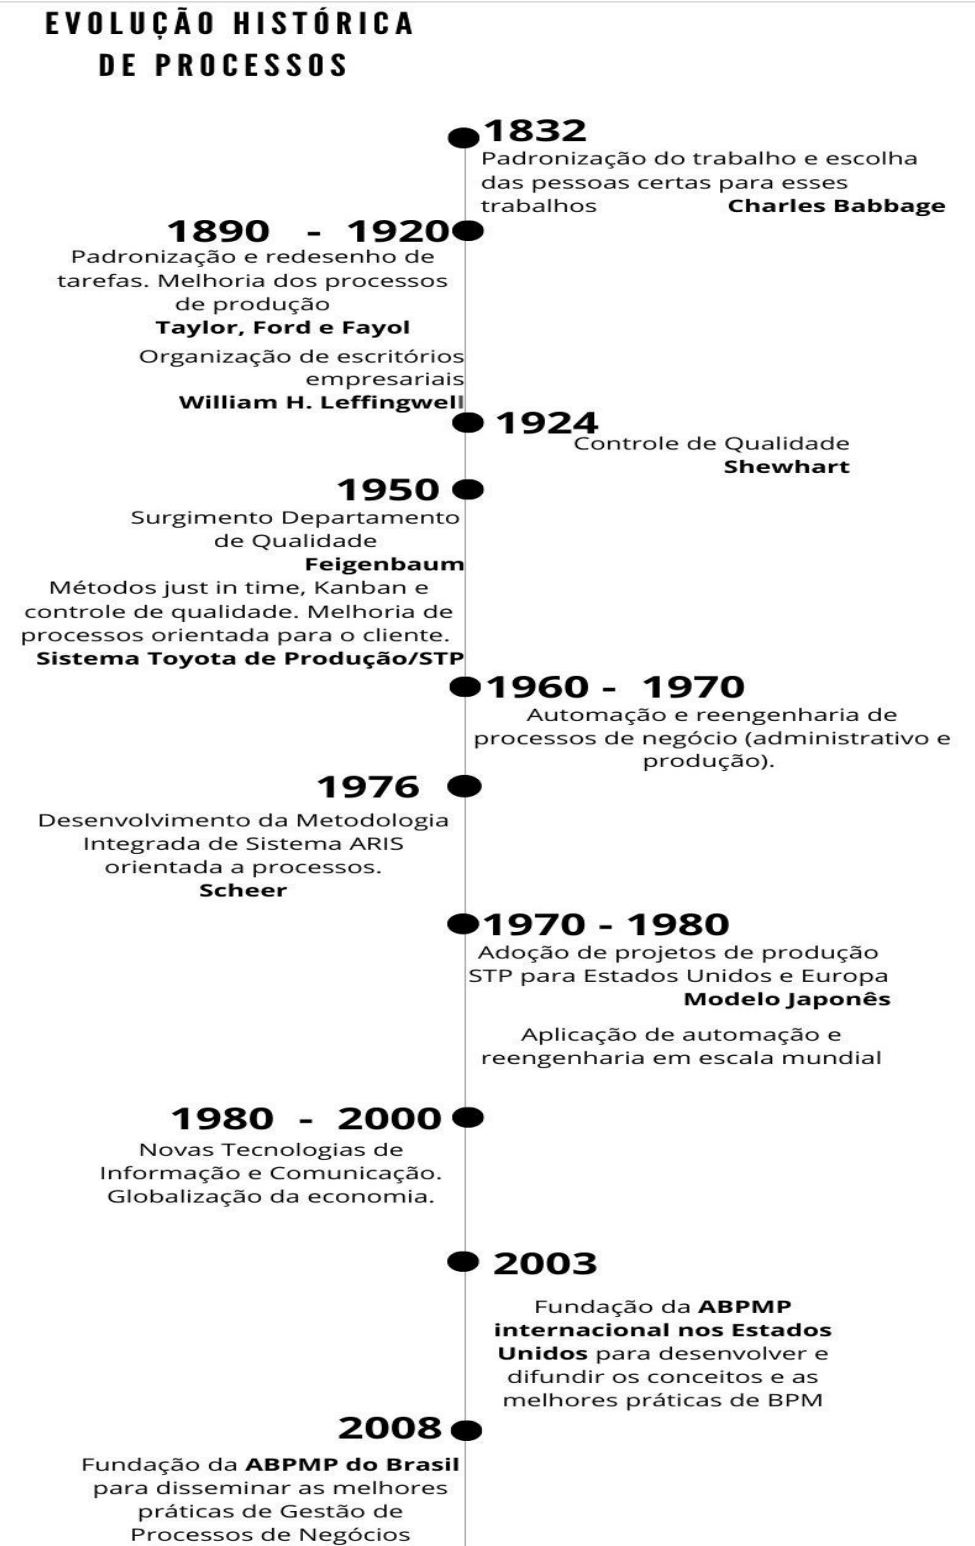 EVOLUÇÃO HISTÓRICA
DE PROCESSOS
1832
Padronização do trabalho e escolha
das pessoas certas para esses
trabalhos Charles Babbage
1890 - 1920
Padronização e redesenho de
tarefas. Melhoria dos processos
de produção
Taylor, Ford e Fayol
Organização de escritórios
empresariais
William H. Leffingwell
1924
Controle de Qualidade
Shewhart
1950
Surgimento Departamento
de Qualidade
Feigenbaum
Métodos just in time, Kanban e
controle de qualidade. Melhoria de
processos orientada para o cliente.
Sistema Toyota de Produção/STP
1960 - 1970
Automação e reengenharia de
processos de negócio (administrativo e
produção).
1976
Desenvolvimento da Metodologia
Integrada de Sistema ARIS
orientada a processos.
Scheer
1970 - 1980
Adoção de projetos de produção
STP para Estados Unidos e Europa
Modelo Japonês
Aplicação de automação e
reengenharia em escala mundial
1980 - 2000
Novas Tecnologias de
Informação e Comunicação.
Globalização da economia.
2003
Fundação da ABPMP
internacional nos Estados
Unidos para desenvolver e
difundir os conceitos e as
melhores práticas de BPM
2008
Fundação da ABPMP do Brasil
para disseminar as melhores
práticas de Gestão de
Processos de Negócios